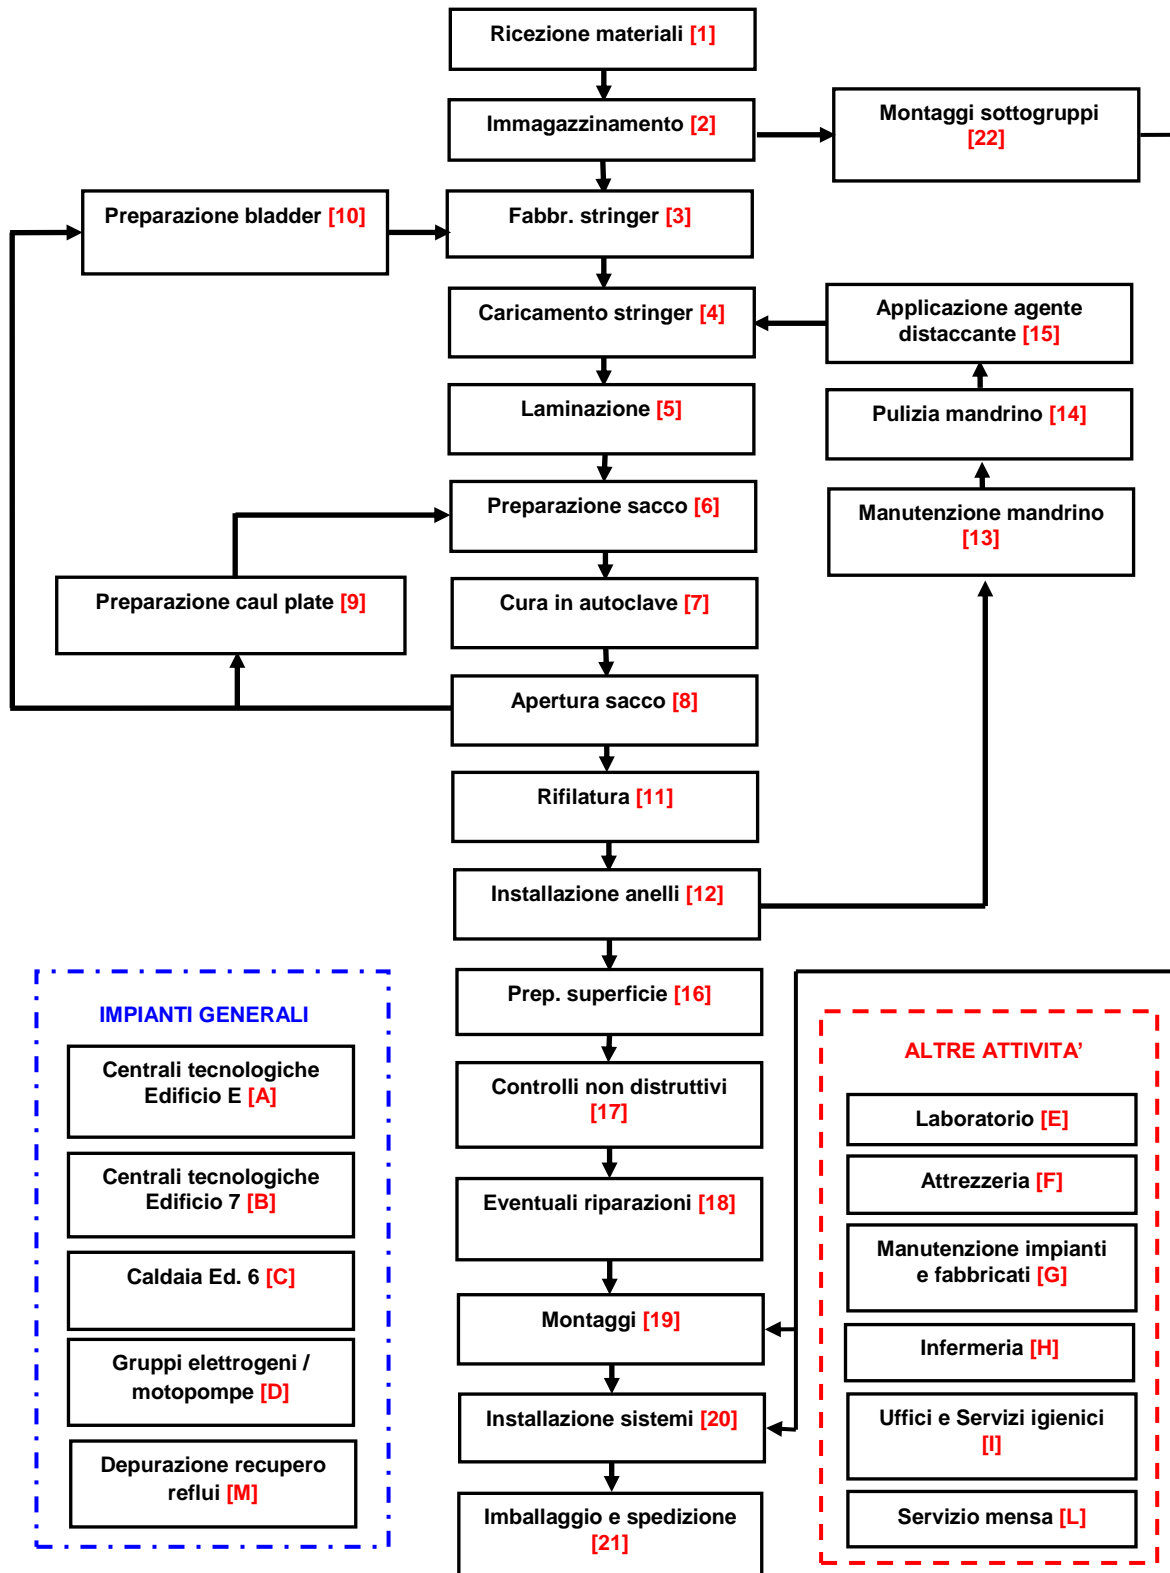 Ricezione materiali [1]
Immagazzinamento [2]
Montaggi sottogruppi
[22]
Preparazione bladder [10]
Fabbr. stringer [3]
Caricamento stringer [4]
Applicazione agente
distaccante [15]
Laminazione [5]
Pulizia mandrino [14]
Preparazione sacco [6]
Manutenzione mandrino
[13]
Preparazione caul plate [9]
Cura in autoclave [7]
Apertura sacco [8]
Rifilatura [11]
Installazione anelli [12]
Prep. superficie [16]
Controlli non distruttivi
[17]
Eventuali riparazioni [18]
Montaggi [19]
Installazione sistemi [20]
Imballaggio e spedizione
[21]
IMPIANTI GENERALI
Centrali tecnologiche
Edificio E [A]
Centrali tecnologiche
Edificio 7 [B]
Caldaia Ed. 6 [C]
Gruppi elettrogeni /
motopompe [D]
Depurazione recupero
reflui [M]
ALTRE ATTIVITA’
Laboratorio [E]
Attrezzeria [F]
Manutenzione impianti
e fabbricati [G]
Infermeria [H]
Uffici e Servizi igienici
[I]
Servizio mensa [L]